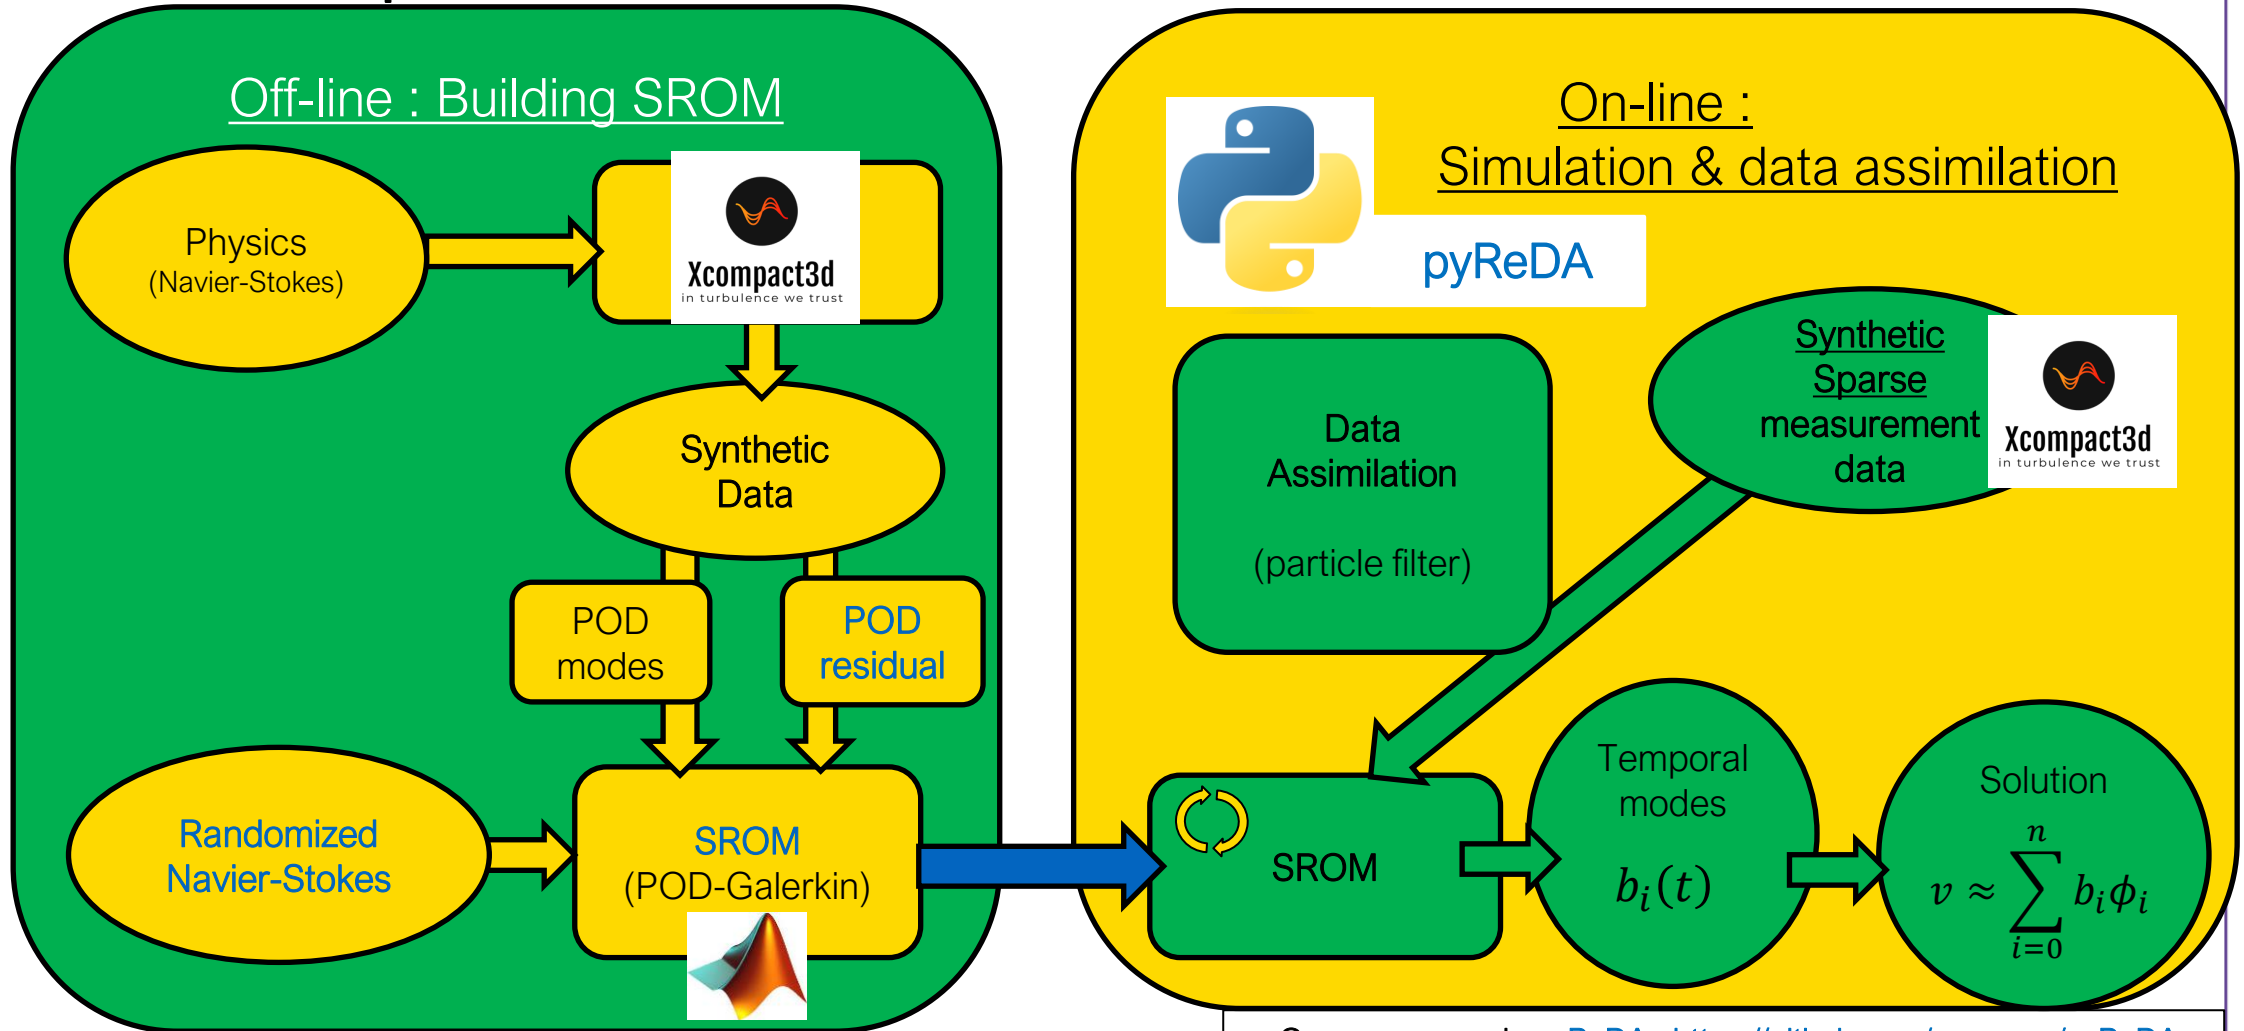 Off-line : Building SROM
Physics
(Navier-Stokes)
Xcompact3d
in turbulence we trust
Synthetic
Data
POD
modes
POD
residual
Randomized
Navier-Stokes
SROM
(POD-Galerkin)
On-line :
Simulation & data assimilation
pyReDA
Data
Assimilation
(particle filter)
Synthetic
Sparse
measurement
data
Xcompact3d
in turbulence we trust
SROM
Temporal
modes
b_i(t)
Solution
v ≈ \sum_{i=0}^{n} b_i ϕ_i